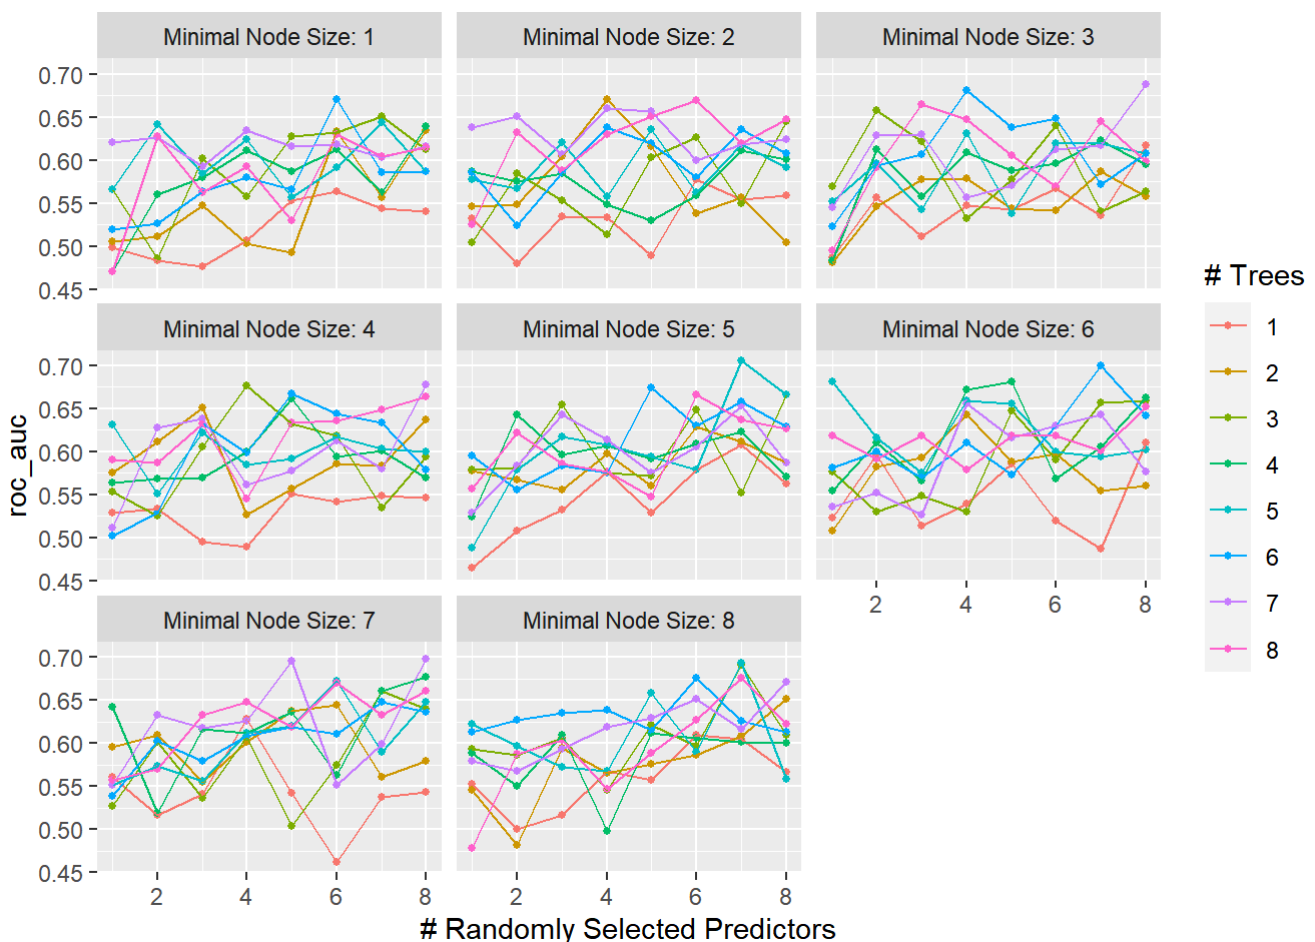 Minimal Node Size: 1
Minimal Node Size: 2
Minimal Node Size: 3
0.70
0.65
0.60
0.55
0.50
0.45
Minimal Node Size: 4
Minimal Node Size: 5
Minimal Node Size: 6
0.70
0.65
0.60
0.55
0.50
0.45
2 4 6 8
Minimal Node Size: 7
Minimal Node Size: 8
0.70
0.65
0.60
0.55
0.50
0.45
2 4 6 8
2 4 6 8
roc_auc
# Randomly Selected Predictors
# Trees
1
2
3
4
5
6
7
8